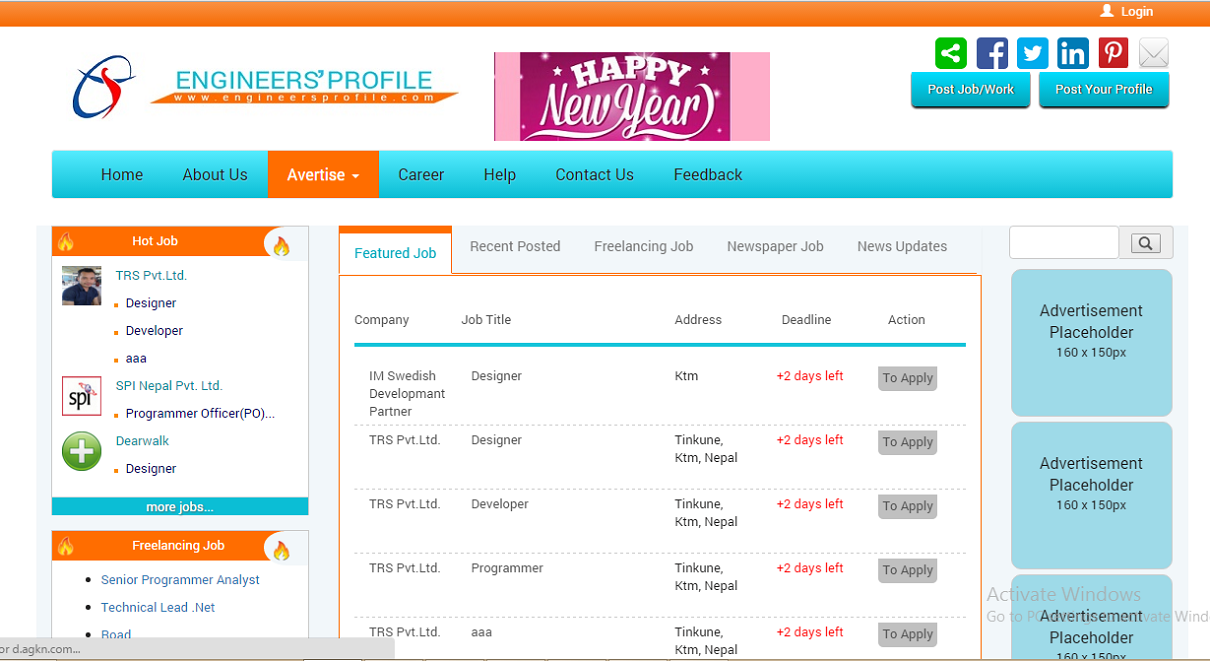 Login
ENGINEERS' PROFILE
www.engineersprofile.com
HAPPY
New Year
Post Job/Work
Post Your Profile
Home
About Us
Avertise
Career
Help
Contact Us
Feedback
Hot Job
TRS Pvt.Ltd.
Designer
Developer
aaa
spi
SPI Nepal Pvt. Ltd.
Programmer Officer(PO)...
Dearwalk
Designer
more jobs...
Freelancing Job
Senior Programmer Analyst
Technical Lead .Net
Road
or d.agkn.com...
Featured Job
Recent Posted
Freelancing Job
Newspaper Job
News Updates
Company Job Title Address Deadline Action
IM Swedish Designer Ktm +2 days left To Apply
Developmant
Partner
TRS Pvt.Ltd. Designer Tinkune, +2 days left To Apply
Ktm, Nepal
TRS Pvt.Ltd. Developer Tinkune, +2 days left To Apply
Ktm, Nepal
TRS Pvt.Ltd. Programmer Tinkune, +2 days left To Apply
Ktm, Nepal
TRS Pvt.Ltd. aaa Tinkune, +2 days left To Apply
Ktm, Nepal
Advertisement
Placeholder
160 x 150px
Advertisement
Placeholder
160 x 150px
Activate Windows
Advertisement
Placeholder
160 x 150px